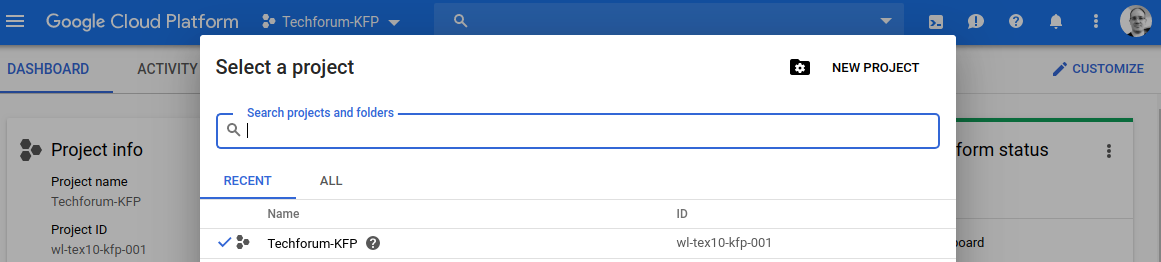 Google Cloud Platform Techforum-KFP
Select a project NEW PROJECT
DASHBOARD ACTIVITY CUSTOMIZE
Search projects and folders
Project info form status
RECENT ALL
Project name
Techforum-KFP
Name ID
Project ID
Techforum-KFP wl-tex10-kfp-001
wl-tex10-kfp-001 board